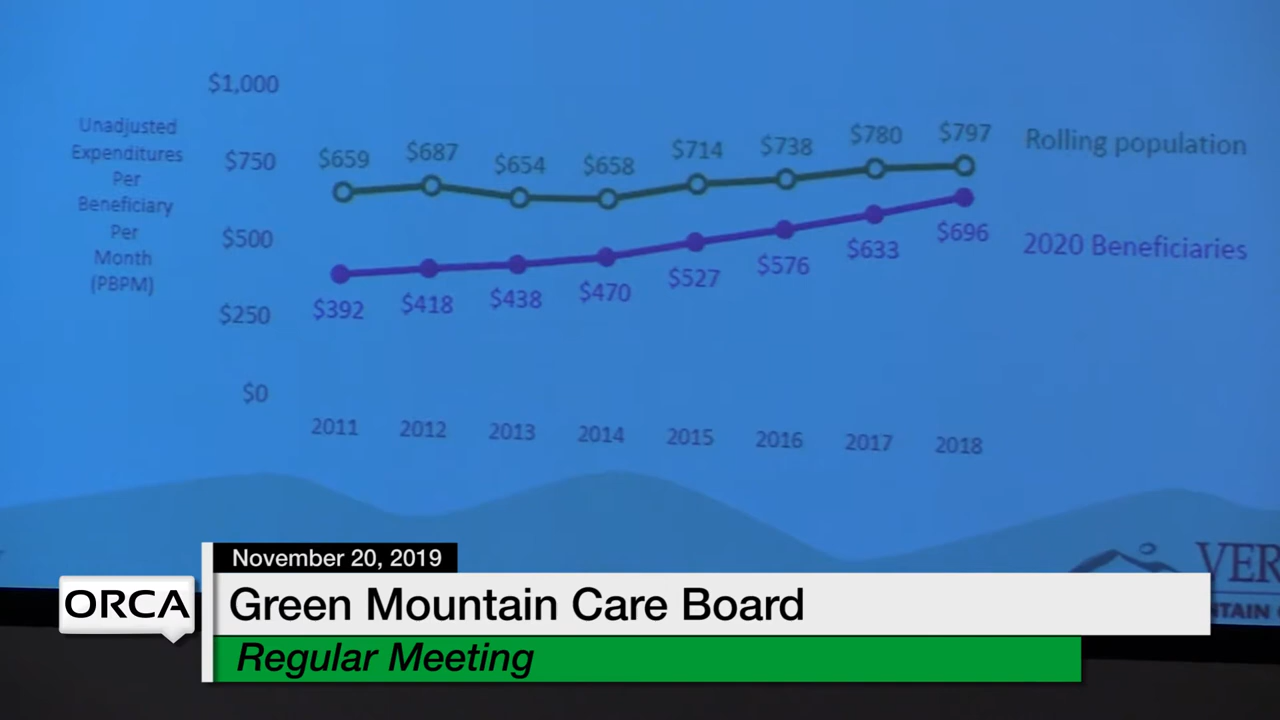 $1,000
Unadjusted
Expenditures
Per
Beneficiary
Per
Month
(PBPM)
$750
$500
$250
$0
$659 $687 $654 $658 $714 $738 $780 $797
Rolling population
$392 $418 $438 $470 $527 $576 $633 $696
2020 Beneficiaries
2011 2012 2013 2014 2015 2016 2017 2018
VER
NTAIN
November 20, 2019
ORCA
Green Mountain Care Board
Regular Meeting